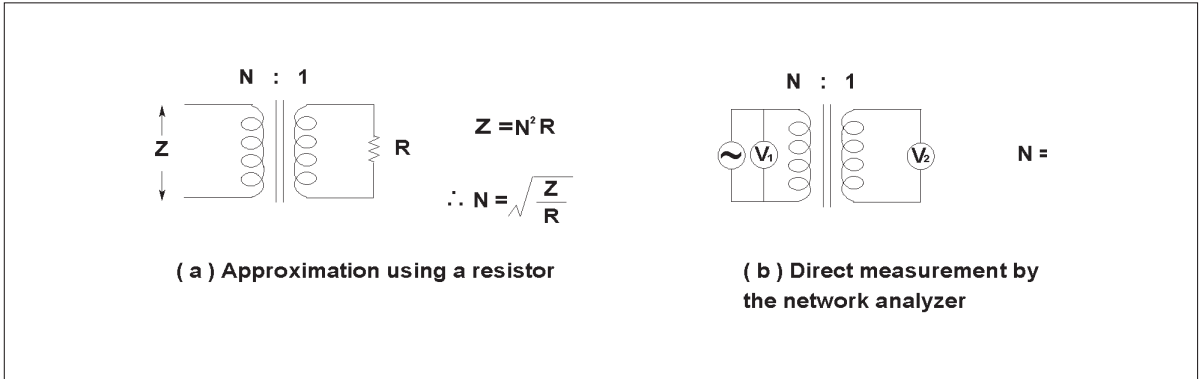 N : 1
Z
R
Z = N² R
∴ N = √ Z / R
( a ) Approximation using a resistor
N : 1
~
V₁
V₂
N =
( b ) Direct measurement by
the network analyzer